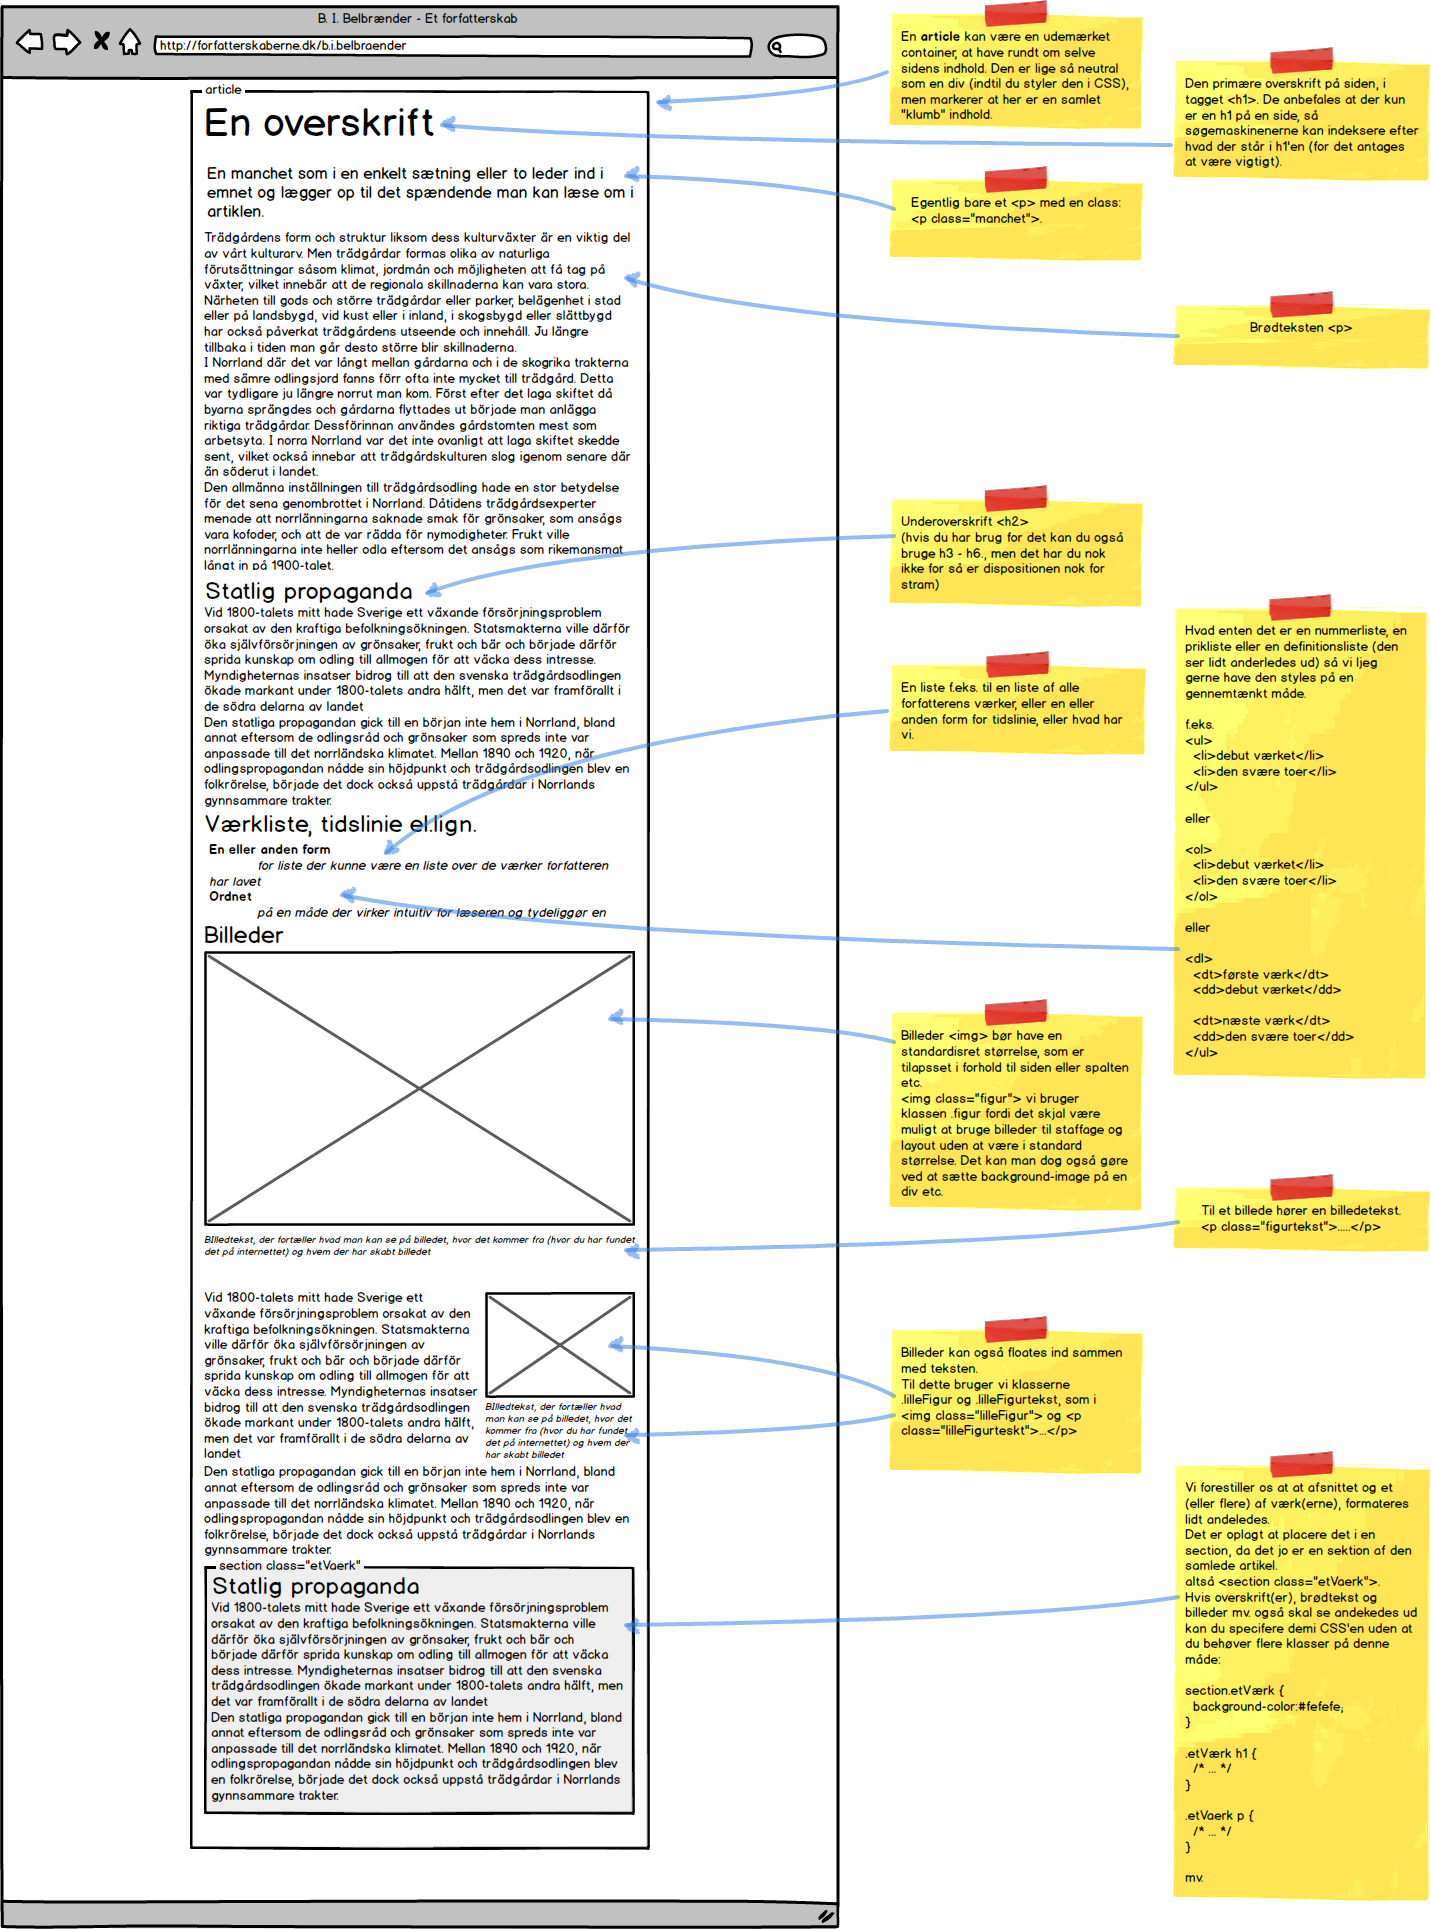 B. I. Belbrænder - Et forfatterskab
http://forfatterskaberne.dk/b.i.belbraender
article
En overskrift
En manchet som i en enkelt sætning eller to leder ind i
emnet og lægger op til det spændende man kan læse om i
artiklen.
Trädgårdens form och struktur liksom dess kulturväxter är en viktig del
av vårt kulturarv. Men trädgårdar formas olika av naturliga
förutsättningar såsom klimat, jordmån och möjligheten att få tag på
växter, vilket innebär att de regionala skillnaderna kan vara stora.
Närheten till gods och större trädgårdar eller parker, belägenhet i stad
eller på landsbygd, vid kust eller i inland, i skogsbygd eller slättbygd
har också påverkat trädgårdens utseende och innehåll. Ju längre
tillbaka i tiden man går desto större blir skillnaderna.
I Norrland där det var långt mellan gårdarna och i de skogrika trakterna
med sämre odlingsjord fanns förr ofta inte mycket till trädgård. Detta
var tydligare ju längre norrut man kom. Först efter det laga skiftet då
byarna sprängdes och gårdarna flyttades ut började man anlägga
riktiga trädgårdar. Dessförinnan användes gårdstomten mest som
arbetsyta. I norra Norrland var det inte ovanligt att laga skiftet skedde
sent, vilket också innebar att trädgårdskulturen slog igenom senare där
än söderut i landet.
Den allmänna inställningen till trädgårdsodling hade en stor betydelse
för det sena genombrottet i Norrland. Dåtidens trädgårdsexperter
menade att norrlänningarna saknade smak för grönsaker, som ansågs
vara kofoder, och att de var rädda för nymodigheter. Frukt ville
norrlänningarna inte heller odla eftersom det ansågs som rikemansmat
långt in på 1900-talet.
Statlig propaganda
Vid 1800-talets mitt hade Sverige ett växande försörjningsproblem
orsakat av den kraftiga befolkningsökningen. Statsmakterna ville därför
öka självförsörjningen av grönsaker, frukt och bär och började därför
sprida kunskap om odling till allmogen för att väcka dess intresse.
Myndigheternas insatser bidrog till att den svenska trädgårdsodlingen
ökade markant under 1800-talets andra hälft, men det var framförallt i
de södra delarna av landet
Den statliga propagandan gick till en början inte hem i Norrland, bland
annat eftersom de odlingsråd och grönsaker som spreds inte var
anpassade till det norrländska klimatet. Mellan 1890 och 1920, när
odlingspropagandan nådde sin höjdpunkt och trädgårdsodlingen blev en
folkrörelse, började det dock också uppstå trädgårdar i Norrlands
gynnsammare trakter.
Værkliste, tidslinie el.lign.
En eller anden form
for liste der kunne være en liste over de værker forfatteren
har lavet
Ordnet
på en måde der virker intuitiv for læseren og tydeliggør en
Billeder
BIlledtekst, der fortæller hvad man kan se på billedet, hvor det kommer fra (hvor du har fundet
det på internettet) og hvem der har skabt billedet
Vid 1800-talets mitt hade Sverige ett
växande försörjningsproblem orsakat av den
kraftiga befolkningsökningen. Statsmakterna
ville därför öka självförsörjningen av
grönsaker, frukt och bär och började därför
sprida kunskap om odling till allmogen för att
väcka dess intresse. Myndigheternas insatser
bidrog till att den svenska trädgårdsodlingen
ökade markant under 1800-talets andra hälft,
men det var framförallt i de södra delarna av
landet
BIlledtekst, der fortæller hvad
man kan se på billedet, hvor det
kommer fra (hvor du har fundet
det på internettet) og hvem der
har skabt billedet
Den statliga propagandan gick till en början inte hem i Norrland, bland
annat eftersom de odlingsråd och grönsaker som spreds inte var
anpassade till det norrländska klimatet. Mellan 1890 och 1920, när
odlingspropagandan nådde sin höjdpunkt och trädgårdsodlingen blev en
folkrörelse, började det dock också uppstå trädgårdar i Norrlands
gynnsammare trakter.
section class="etVaerk"
Statlig propaganda
Vid 1800-talets mitt hade Sverige ett växande försörjningsproblem
orsakat av den kraftiga befolkningsökningen. Statsmakterna ville
därför öka självförsörjningen av grönsaker, frukt och bär och
började därför sprida kunskap om odling till allmogen för att väcka
dess intresse. Myndigheternas insatser bidrog till att den svenska
trädgårdsodlingen ökade markant under 1800-talets andra hälft, men
det var framförallt i de södra delarna av landet
Den statliga propagandan gick till en början inte hem i Norrland, bland
annat eftersom de odlingsråd och grönsaker som spreds inte var
anpassade till det norrländska klimatet. Mellan 1890 och 1920, när
odlingspropagandan nådde sin höjdpunkt och trädgårdsodlingen blev
en folkrörelse, började det dock också uppstå trädgårdar i Norrlands
gynnsammare trakter.
En article kan være en udemærket
container, at have rundt om selve
sidens indhold. Den er lige så neutral
som en div (indtil du styler den i CSS),
men markerer at her er en samlet
"klumb" indhold.
Den primære overskrift på siden, i
tagget <h1>. De anbefales at der kun
er en h1 på en side, så
søgemaskinenerne kan indeksere efter
hvad der står i h1'en (for det antages
at være vigtigt).
Egentlig bare et <p> med en class:
<p class="manchet">.
Brødteksten <p>
Underoverskrift <h2>
(hvis du har brug for det kan du også
bruge h3 - h6., men det har du nok
ikke for så er dispositionen nok for
stram)
Hvad enten det er en nummerliste, en
prikliste eller en definitionsliste (den
ser lidt anderledes ud) så vi ljeg
gerne have den styles på en
gennemtænkt måde.
f.eks.
<ul>
<li>debut værket</li>
<li>den svære toer</li>
</ul>
eller
<ol>
<li>debut værket</li>
<li>den svære toer</li>
</ol>
eller
<dl>
<dt>første værk</dt>
<dd>debut værket</dd>
<dt>næste værk</dt>
<dd>den svære toer</dd>
</ul>
En liste f.eks. til en liste af alle
forfatterens værker, eller en eller
anden form for tidslinie, eller hvad har
vi.
Billeder <img> bør have en
standardisret størrelse, som er
tilapsset i forhold til siden eller spalten
etc.
<img class="figur"> vi bruger
klassen .figur fordi det skjal være
muligt at bruge billeder til staffage og
layout uden at være i standard
størrelse. Det kan man dog også gøre
ved at sætte background-image på en
div etc.
Til et billede hører en billedetekst.
<p class="figurtekst">.....</p>
Billeder kan også floates ind sammen
med teksten.
Til dette bruger vi klasserne
.lilleFigur og .lilleFigurtekst, som i
<img class="lilleFigur"> og <p
class="lilleFigurteskt">...</p>
Vi forestiller os at at afsnittet og et
(eller flere) af værk(erne), formateres
lidt andeledes.
Det er oplagt at placere det i en
section, da det jo er en sektion af den
samlede artikel.
altså <section class="etVaerk">.
Hvis overskrift(er), brødtekst og
billeder mv. også skal se andekedes ud
kan du specifere demi CSS'en uden at
du behøver flere klasser på denne
måde:
section.etVærk {
background-color:#fefefe;
}
.etVærk h1 {
/* ... */
}
.etVaerk p {
/* ... */
}
mv.